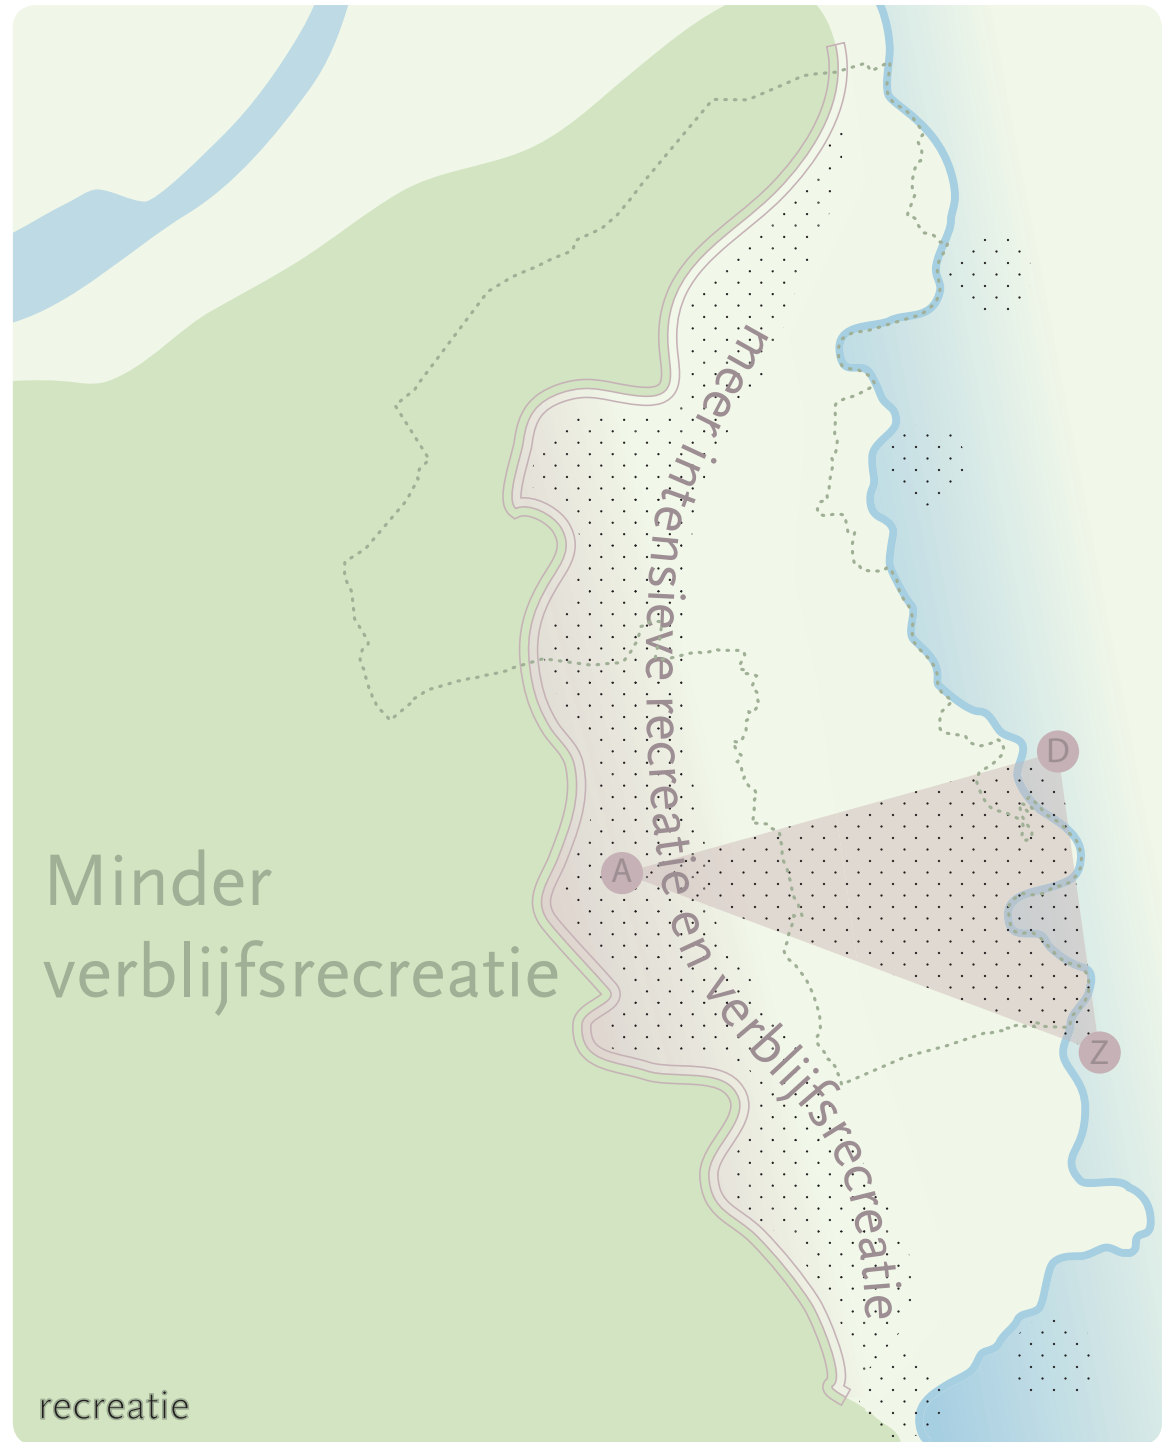 meer intensieve recreatie en verblijfsrecreatie
D
A
Minder
verblijfsrecreatie
Z
recreatie